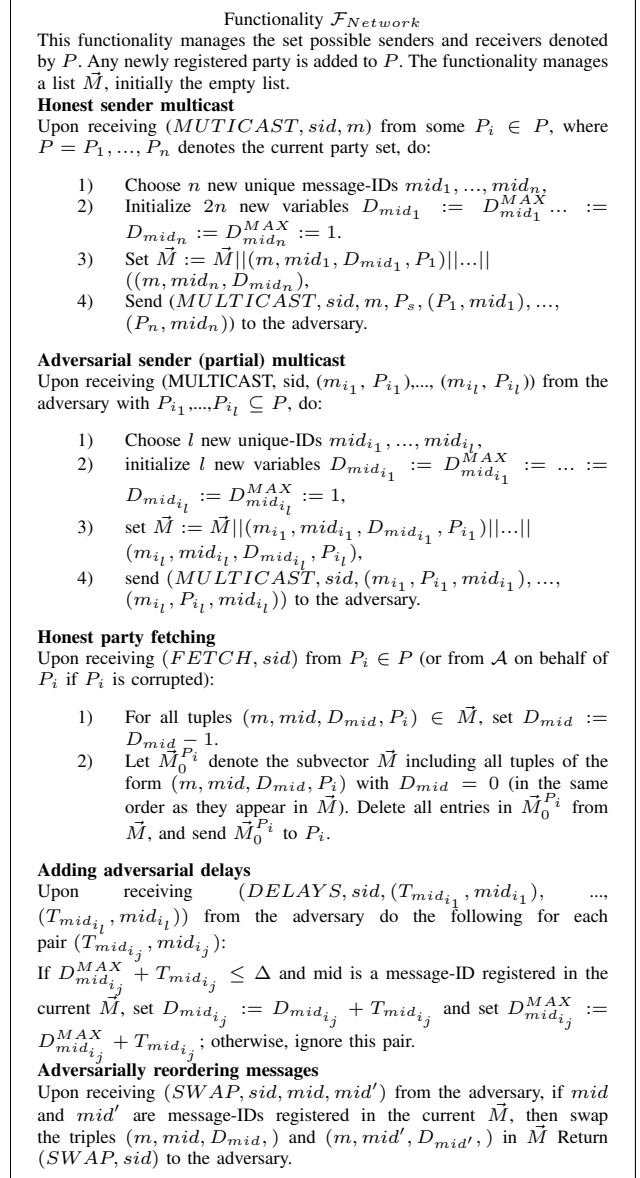 Functionality $\mathcal{F}_{Network}$
This functionality manages the set possible senders and receivers denoted
by $P$. Any newly registered party is added to $P$. The functionality manages
a list $\vec{M}$, initially the empty list.
Honest sender multicast
Upon receiving $(MUTICAST, sid, m)$ from some $P_i \in P$, where
$P = P_1, ..., P_n$ denotes the current party set, do:
1) Choose $n$ new unique message-IDs $mid_1, ..., mid_n$,
2) Initialize $2n$ new variables $D_{mid_1} := D^{MAX}_{mid_1} ... :=$
$D_{mid_n} := D^{MAX}_{mid_n} := 1$.
3) Set $\vec{M} := \vec{M}||(m, mid_1, D_{mid_1}, P_1)||...||$
$((m, mid_n, D_{mid_n}),$
4) Send $(MULTICAST, sid, m, P_s, (P_1, mid_1), ...,$
$(P_n, mid_n))$ to the adversary.
Adversarial sender (partial) multicast
Upon receiving (MULTICAST, sid, $(m_{i_1}, P_{i_1})$,..., $(m_{i_l}, P_{i_l})$) from the
adversary with $P_{i_1}$,...,$P_{i_l} \subseteq P$, do:
1) Choose $l$ new unique-IDs $mid_{i_1}, ..., mid_{i_l}$,
2) initialize $l$ new variables $D_{mid_{i_1}} := D^{MAX}_{mid_{i_1}} := ... :=$
$D_{mid_{i_l}} := D^{MAX}_{mid_{i_l}} := 1$,
3) set $\vec{M} := \vec{M}||(m_{i_1}, mid_{i_1}, D_{mid_{i_1}}, P_{i_1})||...||$
$(m_{i_l}, mid_{i_l}, D_{mid_{i_l}}, P_{i_l})$,
4) send $(MULTICAST, sid, (m_{i_1}, P_{i_1}, mid_{i_1}), ...,$
$(m_{i_l}, P_{i_l}, mid_{i_l}))$ to the adversary.
Honest party fetching
Upon receiving $(FETCH, sid)$ from $P_i \in P$ (or from $\mathcal{A}$ on behalf of
$P_i$ if $P_i$ is corrupted):
1) For all tuples $(m, mid, D_{mid}, P_i) \in \vec{M}$, set $D_{mid} :=$
$D_{mid} - 1$.
2) Let $\vec{M}_0^{P_i}$ denote the subvector $\vec{M}$ including all tuples of the
form $(m, mid, D_{mid}, P_i)$ with $D_{mid} = 0$ (in the same
order as they appear in $\vec{M}$). Delete all entries in $\vec{M}_0^{P_i}$ from
$\vec{M}$, and send $\vec{M}_0^{P_i}$ to $P_i$.
Adding adversarial delays
Upon receiving $(DELAYS, sid, (T_{mid_{i_1}}, mid_{i_1}), ...,$
$(T_{mid_{i_l}}, mid_{i_l}))$ from the adversary do the following for each
pair $(T_{mid_{i_j}}, mid_{i_j})$:
If $D^{MAX}_{mid_{i_j}} + T_{mid_{i_j}} \leq \Delta$ and mid is a message-ID registered in the
current $\vec{M}$, set $D_{mid_{i_j}} := D_{mid_{i_j}} + T_{mid_{i_j}}$ and set $D^{MAX}_{mid_{i_j}} :=$
$D^{MAX}_{mid_{i_j}} + T_{mid_{i_j}}$; otherwise, ignore this pair.
Adversarially reordering messages
Upon receiving $(SWAP, sid, mid, mid')$ from the adversary, if $mid$
and $mid'$ are message-IDs registered in the current $\vec{M}$, then swap
the triples $(m, mid, D_{mid}, )$ and $(m, mid', D_{mid'}, )$ in $\vec{M}$ Return
$(SWAP, sid)$ to the adversary.